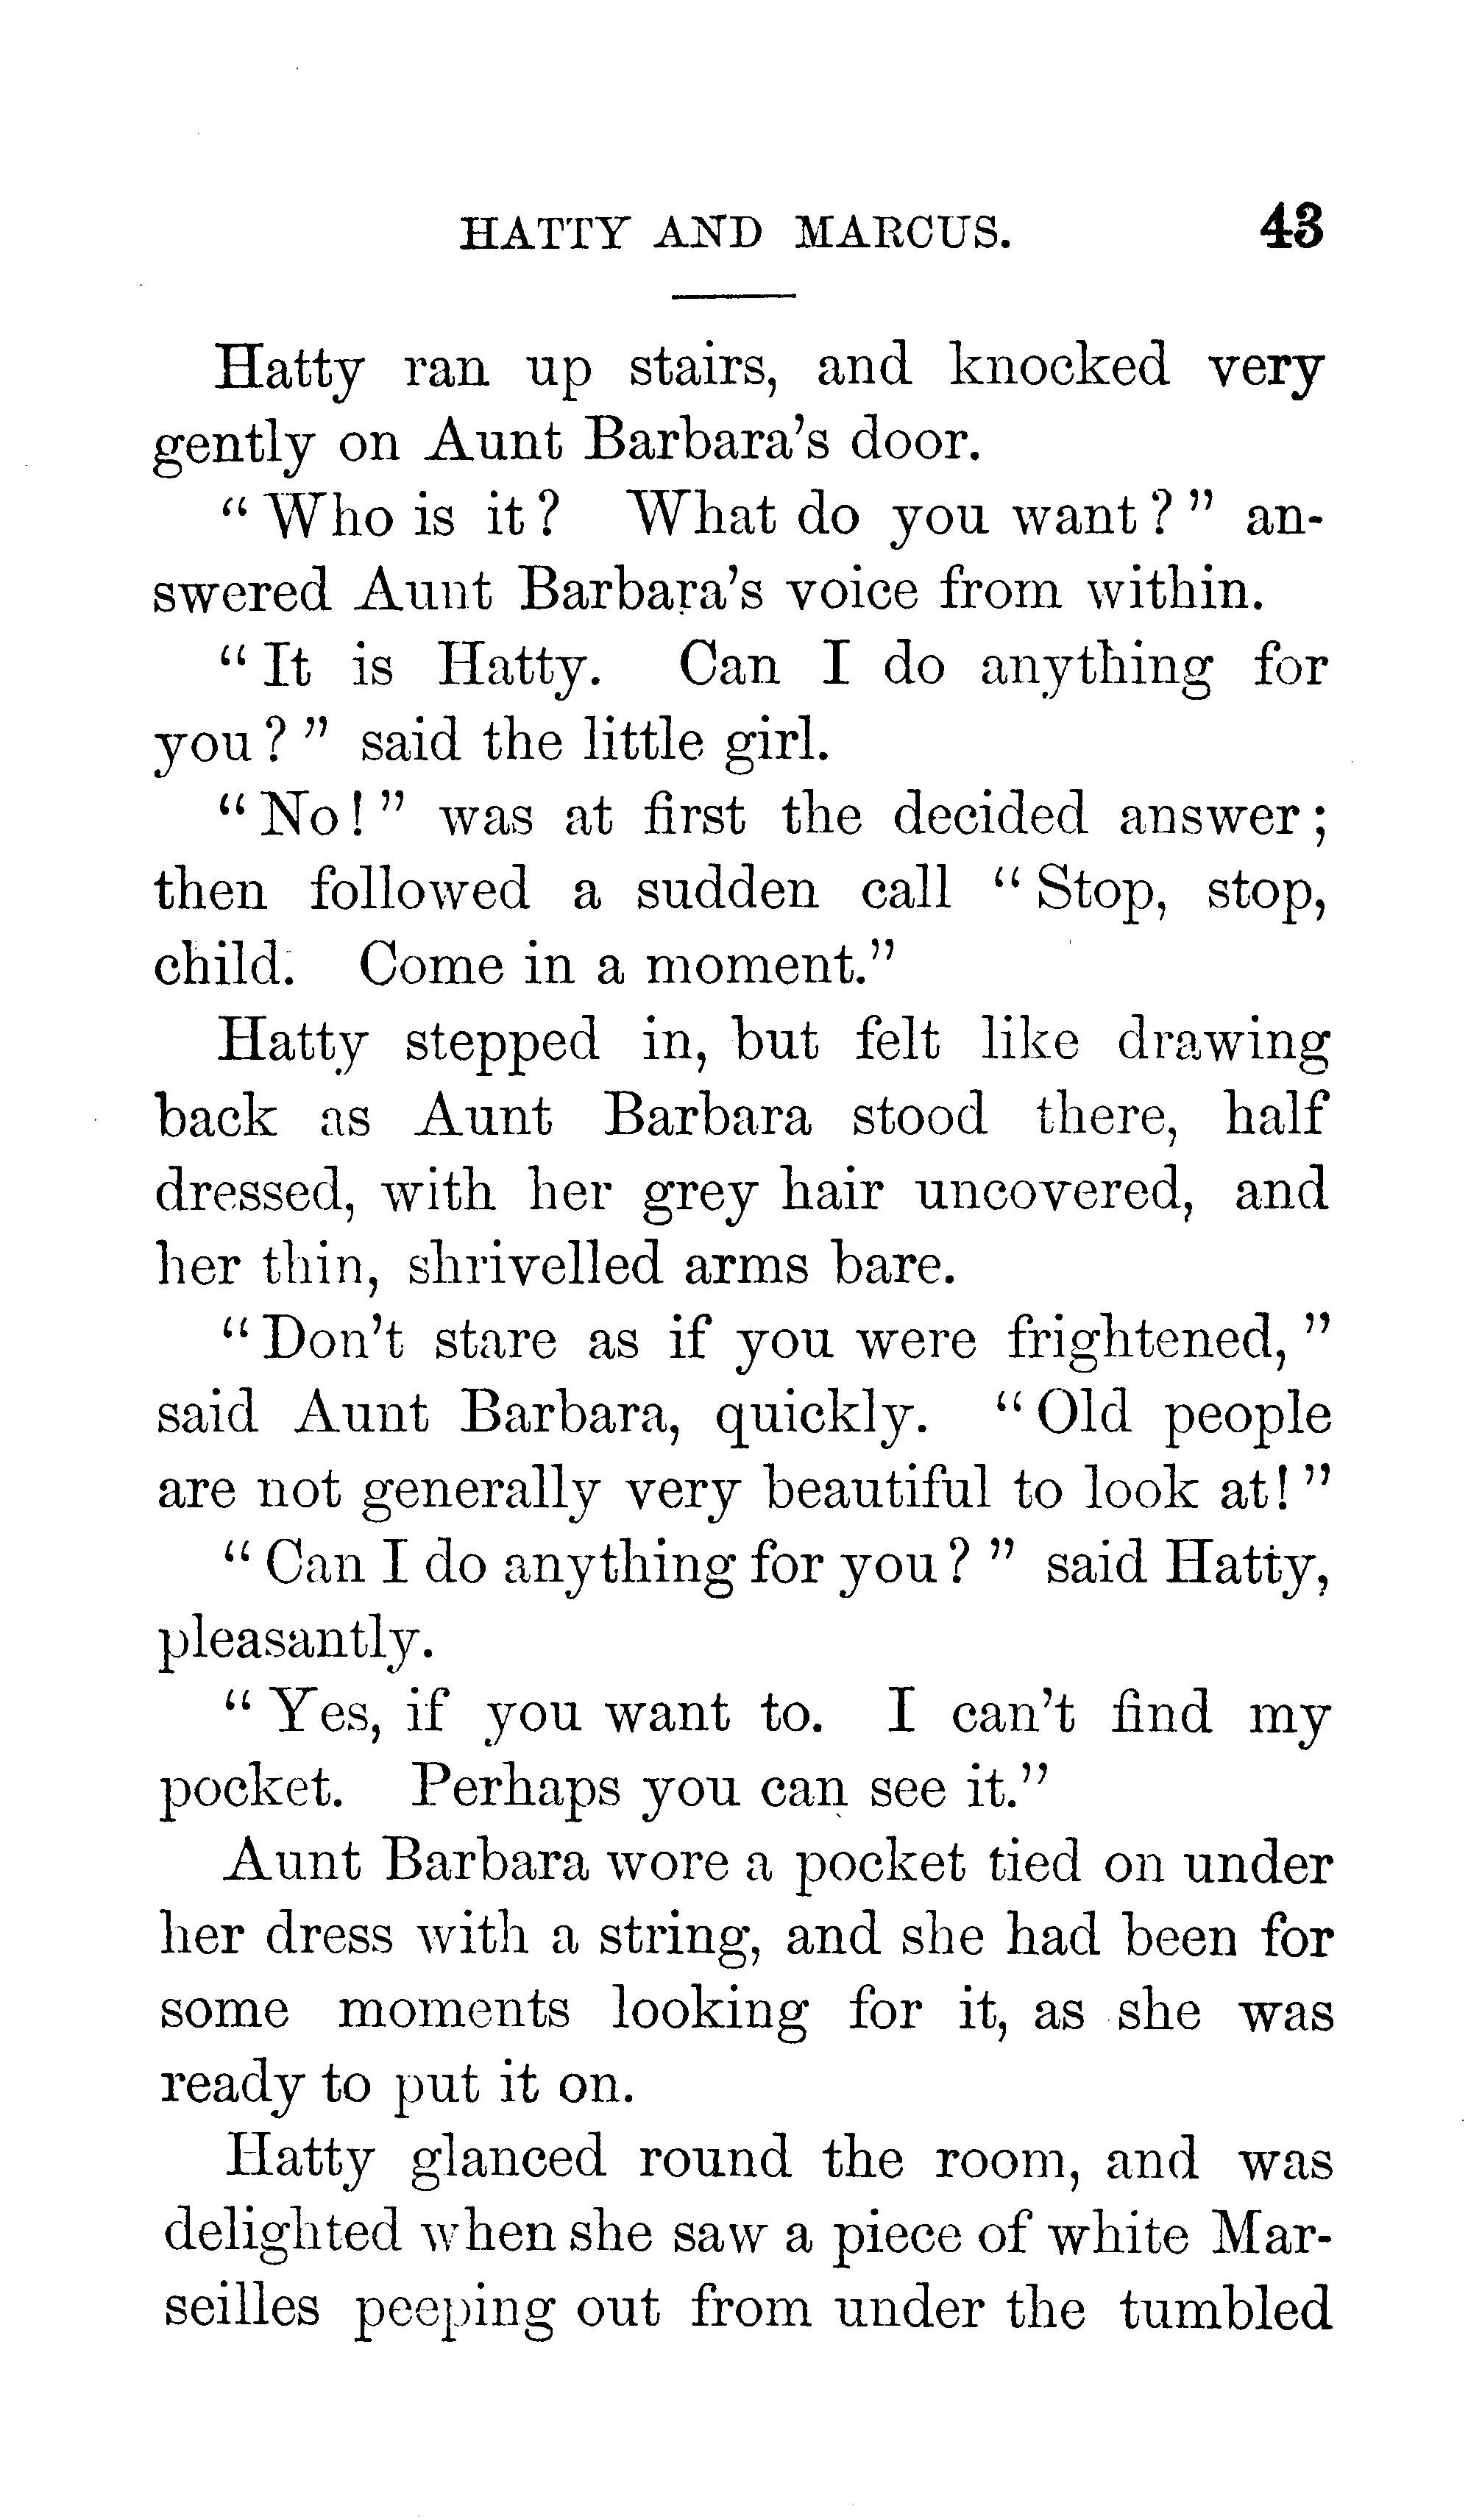 HATTY AND MARCUS. 43
Hatty ran up stairs, and knocked very
gently on Aunt Barbara's door.
"Who is it? What do you want?" an-
swered Aunt Barbara's voice from within.
"It is Hatty. Can I do anything for
you?" said the little girl.
"No!" was at first the decided answer;
then followed a sudden call "Stop, stop,
child. Come in a moment."
Hatty stepped in, but felt like drawing
back as Aunt Barbara stood there, half
dressed, with her grey hair uncovered, and
her thin, shrivelled arms bare.
"Don't stare as if you were frightened,"
said Aunt Barbara, quickly. "Old people
are not generally very beautiful to look at!"
"Can I do anything for you?" said Hatty,
pleasantly.
"Yes, if you want to. I can't find my
pocket. Perhaps you can see it."
Aunt Barbara wore a pocket tied on under
her dress with a string, and she had been for
some moments looking for it, as she was
ready to put it on.
Hatty glanced round the room, and was
delighted when she saw a piece of white Mar-
seilles peeping out from under the tumbled